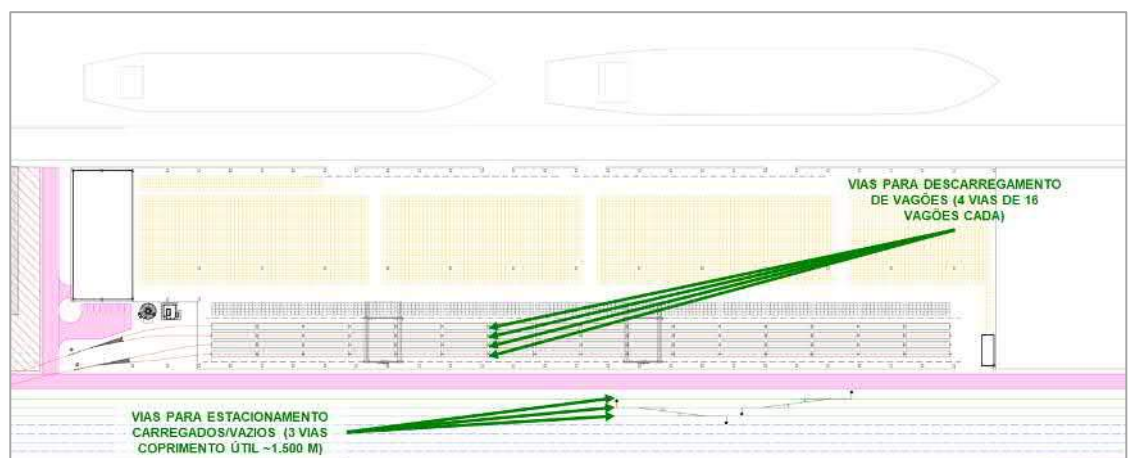 VIAS PARA DESCARREGAMENTO
DE VAGÕES (4 VIAS DE 16
VAGÕES CADA)
VIAS PARA ESTACIONAMENTO
CARREGADOS/VAZIOS (3 VIAS
COPRIMENTO ÚTIL ~1.500 M)